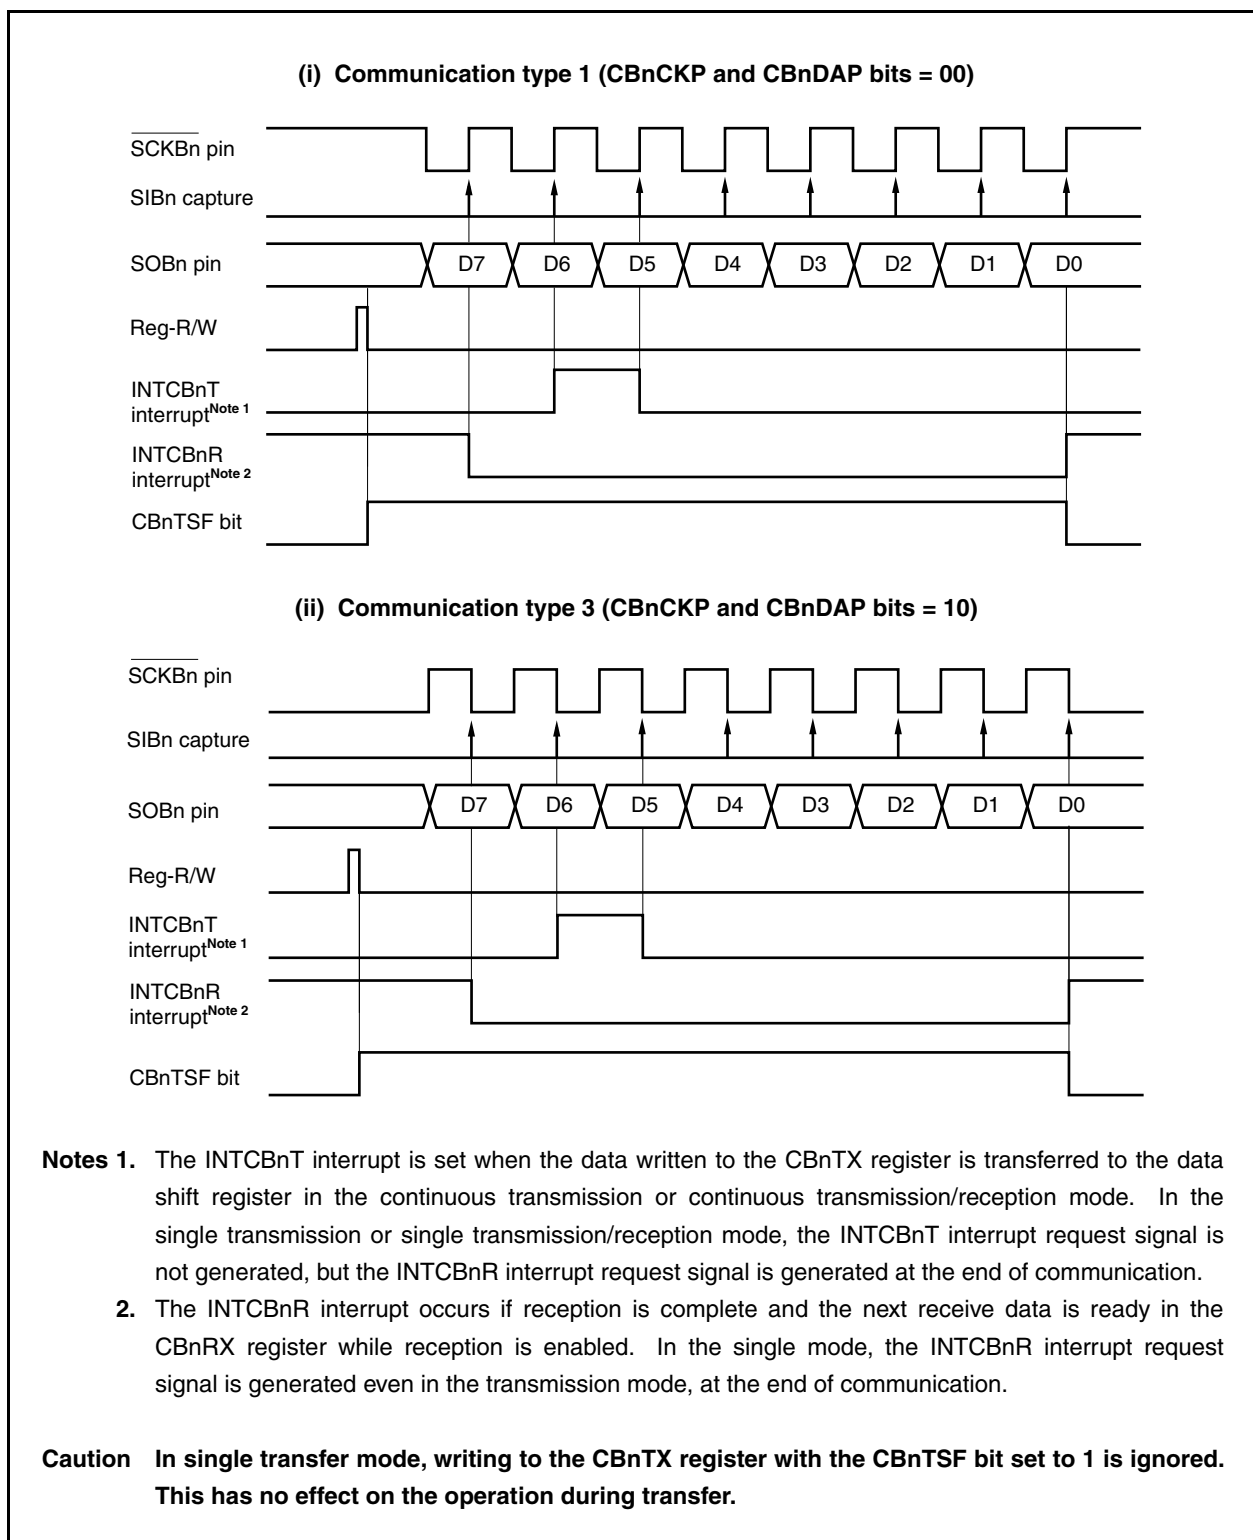 (i) Communication type 1 (CBnCKP and CBnDAP bits = 00)
SCKBn pin
SIBn capture
SOBn pin D7 D6 D5 D4 D3 D2 D1 D0
Reg-R/W
INTCBnT
interruptNote 1
INTCBnR
interruptNote 2
CBnTSF bit
(ii) Communication type 3 (CBnCKP and CBnDAP bits = 10)
SCKBn pin
SIBn capture
SOBn pin D7 D6 D5 D4 D3 D2 D1 D0
Reg-R/W
INTCBnT
interruptNote 1
INTCBnR
interruptNote 2
CBnTSF bit
Notes 1. The INTCBnT interrupt is set when the data written to the CBnTX register is transferred to the data
shift register in the continuous transmission or continuous transmission/reception mode. In the
single transmission or single transmission/reception mode, the INTCBnT interrupt request signal is
not generated, but the INTCBnR interrupt request signal is generated at the end of communication.
2. The INTCBnR interrupt occurs if reception is complete and the next receive data is ready in the
CBnRX register while reception is enabled. In the single mode, the INTCBnR interrupt request
signal is generated even in the transmission mode, at the end of communication.
Caution In single transfer mode, writing to the CBnTX register with the CBnTSF bit set to 1 is ignored.
This has no effect on the operation during transfer.